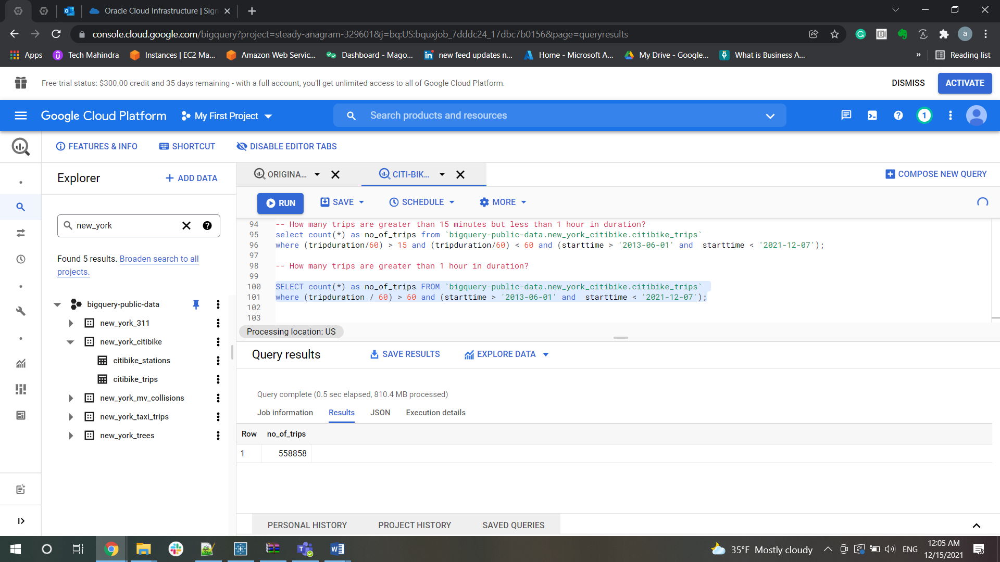 Oracle Cloud Infrastructure | Sign
console.cloud.google.com/bigquery?project=steady-anagram-329601&j=bq:US:bquxjob_7dddc24_17dbc7b0156&page=queryresults
a
Apps Tech Mahindra Instances | EC2 Ma... Amazon Web Servic... Dashboard - Mago... new feed updates n... Home - Microsoft A... My Drive - Google... What is Business A... » Reading list
Free trial status: $300.00 credit and 35 days remaining - with a full account, you'll get unlimited access to all of Google Cloud Platform. DISMISS ACTIVATE
Google Cloud Platform My First Project Search products and resources 1
FEATURES & INFO SHORTCUT DISABLE EDITOR TABS
Explorer + ADD DATA
new_york
Found 5 results. Broaden search to all
projects.
bigquery-public-data
new_york_311
new_york_citibike
citibike_stations
citibike_trips
new_york_mv_collisions
new_york_taxi_trips
new_york_trees
ORIGINA... CITI-BIK... COMPOSE NEW QUERY
RUN SAVE SCHEDULE MORE
94 -- How many trips are greater than 15 minutes but less than 1 hour in duration?
95 select count(*) as no_of_trips from `bigquery-public-data.new_york_citibike.citibike_trips`
96 where (tripduration/60) > 15 and (tripduration/60) < 60 and (starttime > '2013-06-01' and  starttime < '2021-12-07');
97
98 -- How many trips are greater than 1 hour in duration?
99
100 SELECT count(*) as no_of_trips FROM `bigquery-public-data.new_york_citibike.citibike_trips`
101 where (tripduration / 60) > 60 and (starttime > '2013-06-01' and  starttime < '2021-12-07');
102
103
Processing location: US
Query results SAVE RESULTS EXPLORE DATA
Query complete (0.5 sec elapsed, 810.4 MB processed)
Job information Results JSON Execution details
Row no_of_trips
1 558858
PERSONAL HISTORY PROJECT HISTORY SAVED QUERIES
35°F Mostly cloudy ENG 12:05 AM
12/15/2021